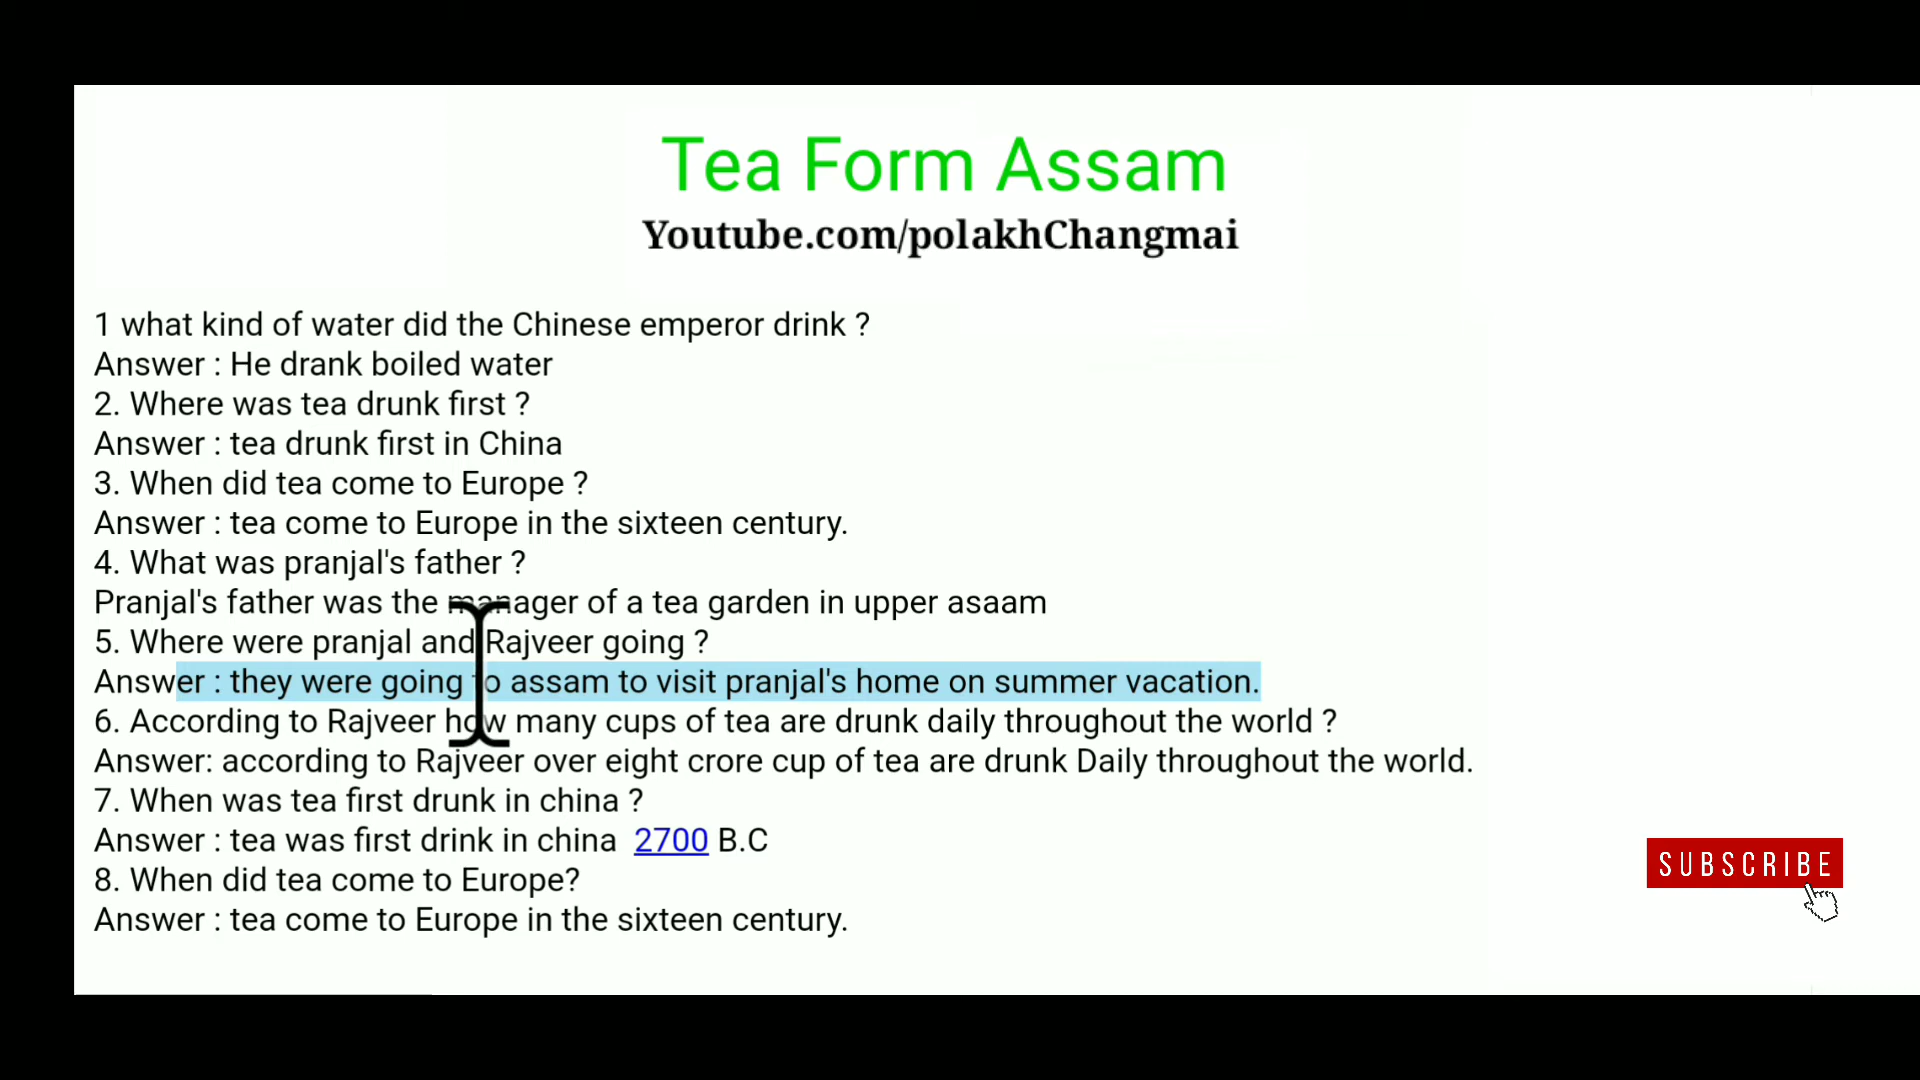 Tea Form Assam
Youtube.com/polakhChangmai
1 what kind of water did the Chinese emperor drink ?
Answer : He drank boiled water
2. Where was tea drunk first ?
Answer : tea drunk first in China
3. When did tea come to Europe ?
Answer : tea come to Europe in the sixteen century.
4. What was pranjal's father ?
Pranjal's father was the manager of a tea garden in upper asaam
5. Where were pranjal and Rajveer going ?
Answer : they were going to assam to visit pranjal's home on summer vacation.
6. According to Rajveer how many cups of tea are drunk daily throughout the world ?
Answer: according to Rajveer over eight crore cup of tea are drunk Daily throughout the world.
7. When was tea first drunk in china ?
Answer : tea was first drink in china 2700 B.C
8. When did tea come to Europe?
Answer : tea come to Europe in the sixteen century.
SUBSCRIBE